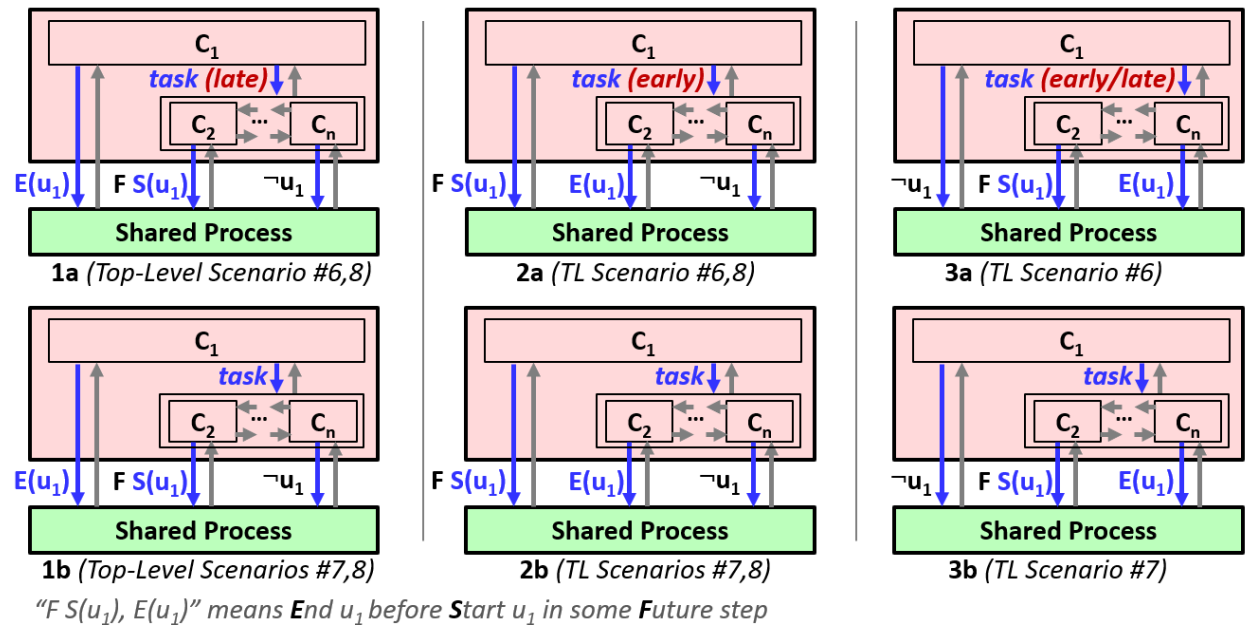 C1 C1 C1
task (late) task (early) task (early/late)
C2 ... Cn C2 ... Cn C2 ... Cn
E(u1) F S(u1) ¬u1 F S(u1) E(u1) ¬u1 ¬u1 F S(u1) E(u1)
Shared Process Shared Process Shared Process
1a (Top-Level Scenario #6,8) 2a (TL Scenario #6,8) 3a (TL Scenario #6)
C1 C1 C1
task task task
C2 ... Cn C2 ... Cn C2 ... Cn
E(u1) F S(u1) ¬u1 F S(u1) E(u1) ¬u1 ¬u1 F S(u1) E(u1)
Shared Process Shared Process Shared Process
1b (Top-Level Scenarios #7,8) 2b (TL Scenarios #7,8) 3b (TL Scenario #7)
“F S(u1), E(u1)” means End u1 before Start u1 in some Future step